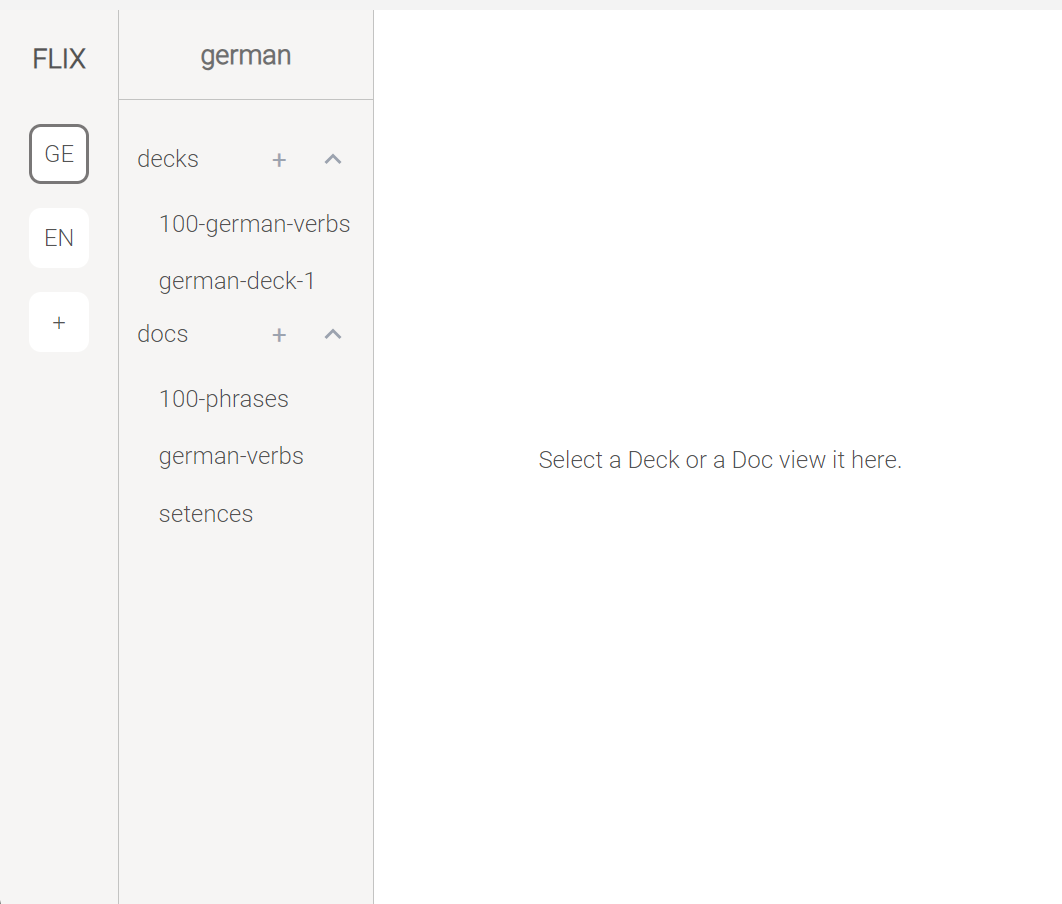 FLIX
GE
EN
+
german
decks +
100-german-verbs
german-deck-1
docs +
100-phrases
german-verbs
setences
Select a Deck or a Doc view it here.